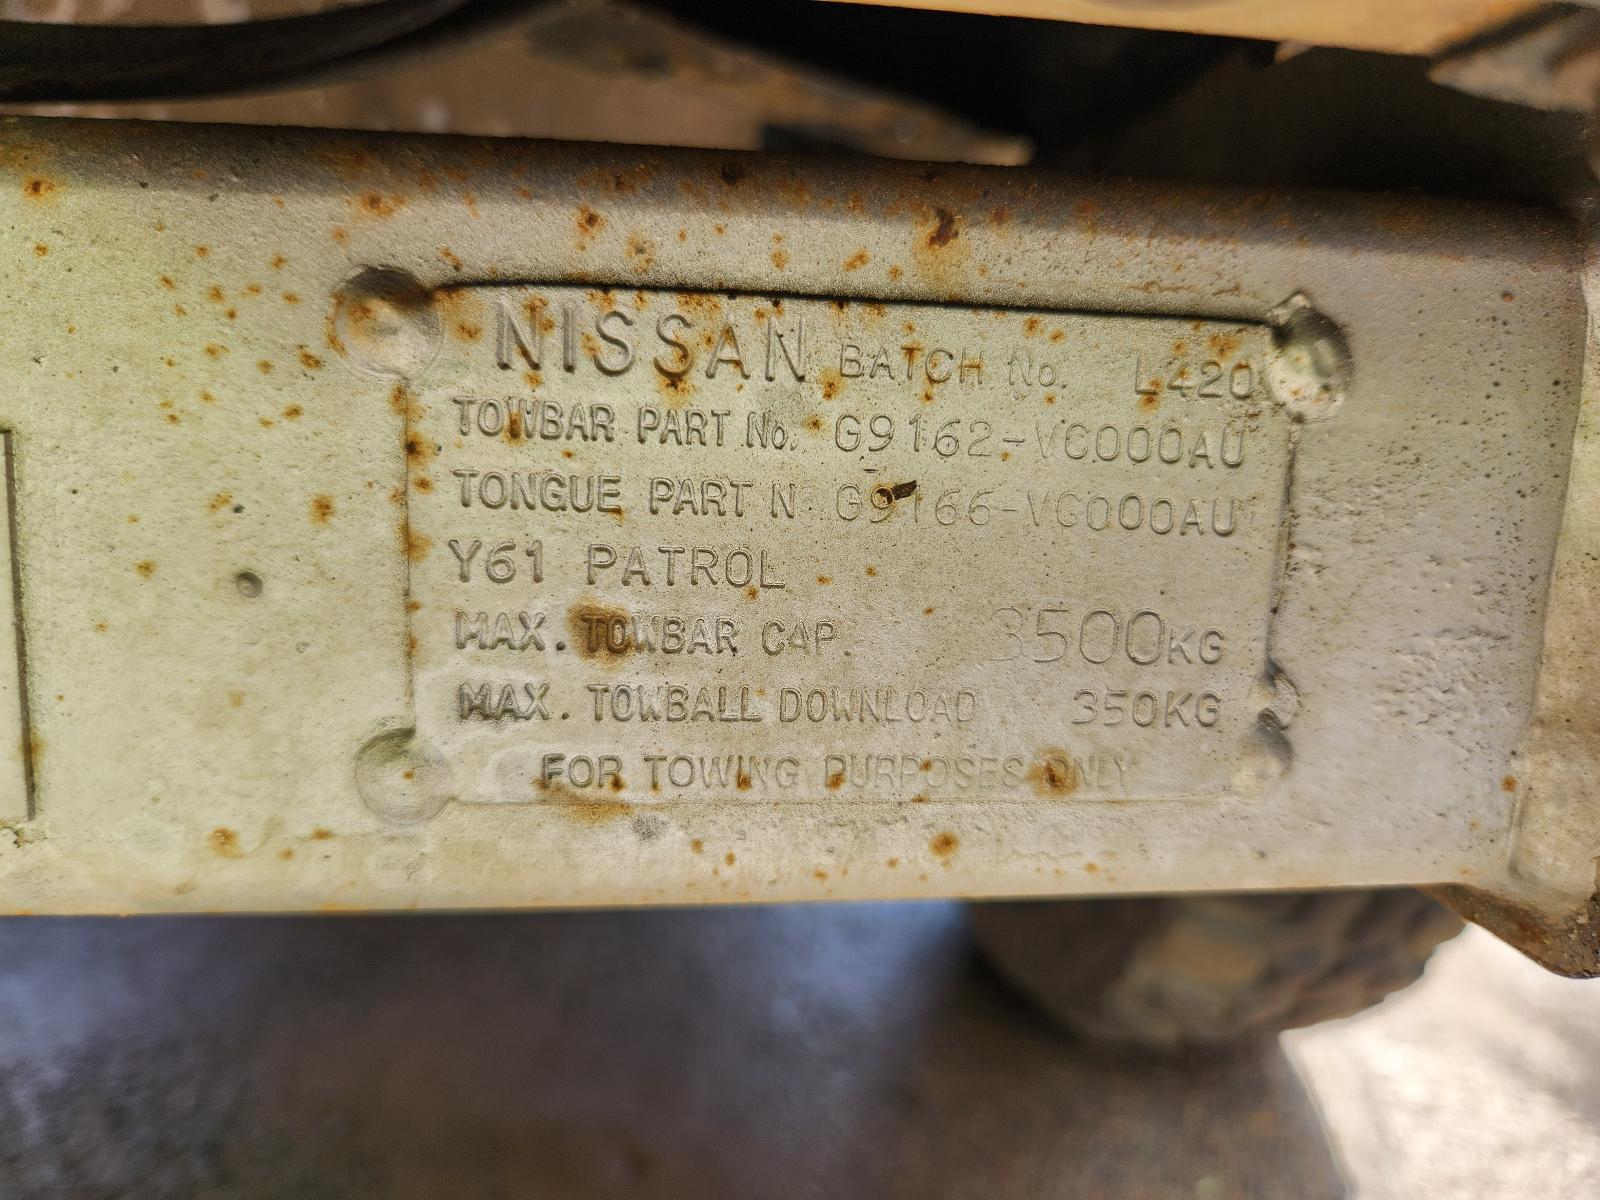 NISSAN BATCH No. L420
TOWBAR PART No. G9162-VC000AU
TONGUE PART N G9166-VC000AU
Y61 PATROL
MAX. TOWBAR CAP. 3500KG
MAX. TOWBALL DOWNLOAD 350KG
FOR TOWING PURPOSES ONLY